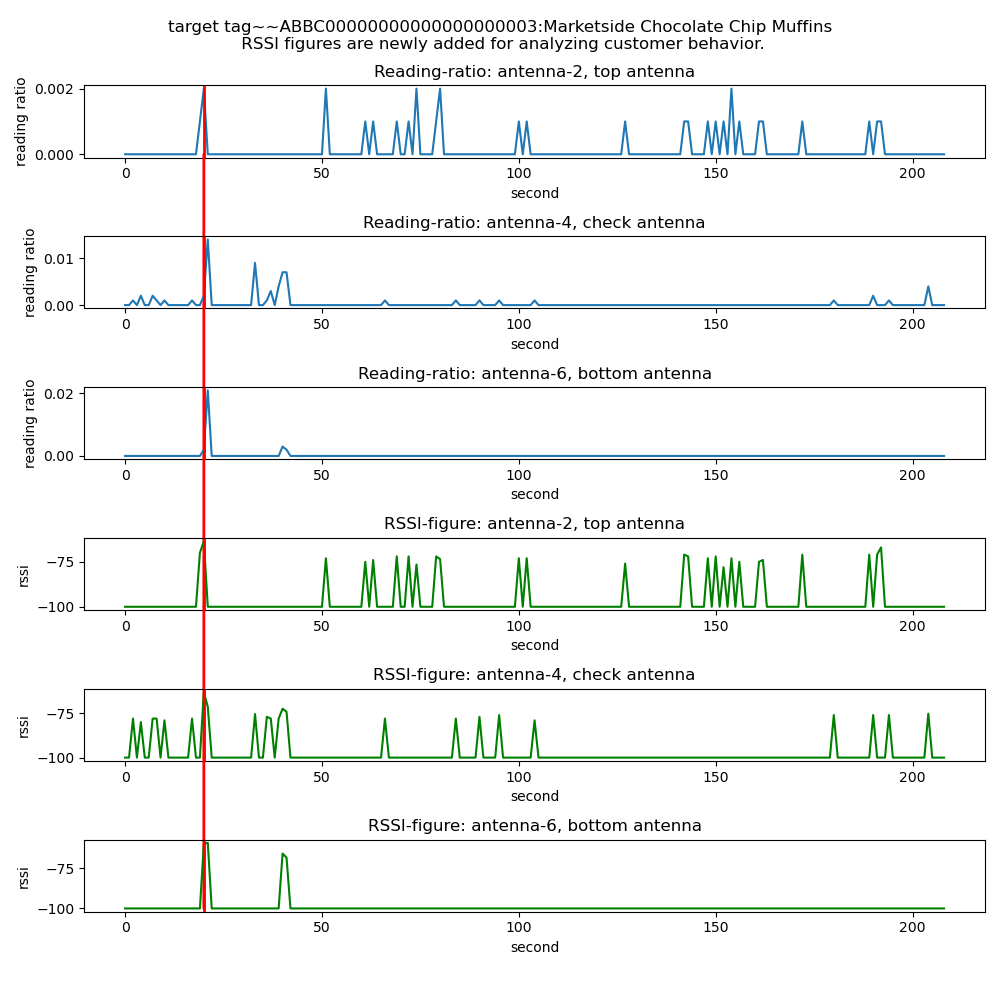 target tag~~ABBC00000000000000000003:Marketside Chocolate Chip Muffins
RSSI figures are newly added for analyzing customer behavior.
Reading-ratio: antenna-2, top antenna
reading ratio
0.002
0.000
0 50 100 150 200
second
Reading-ratio: antenna-4, check antenna
reading ratio
0.01
0.00
0 50 100 150 200
second
Reading-ratio: antenna-6, bottom antenna
reading ratio
0.02
0.00
0 50 100 150 200
second
RSSI-figure: antenna-2, top antenna
rssi
−75
−100
0 50 100 150 200
second
RSSI-figure: antenna-4, check antenna
rssi
−75
−100
0 50 100 150 200
second
RSSI-figure: antenna-6, bottom antenna
rssi
−75
−100
0 50 100 150 200
second